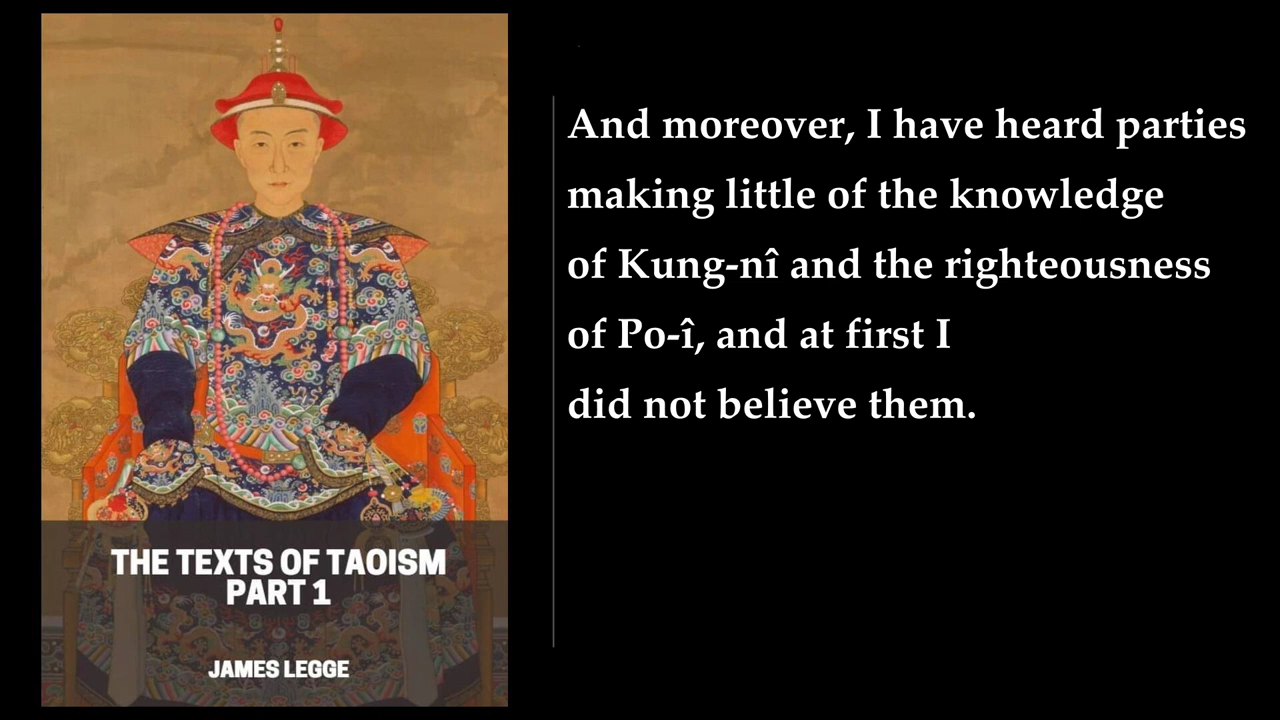 THE TEXTS OF TAOISM
PART 1
JAMES LEGGE
And moreover, I have heard parties
making little of the knowledge
of Kung-nî and the righteousness
of Po-î, and at first I
did not believe them.